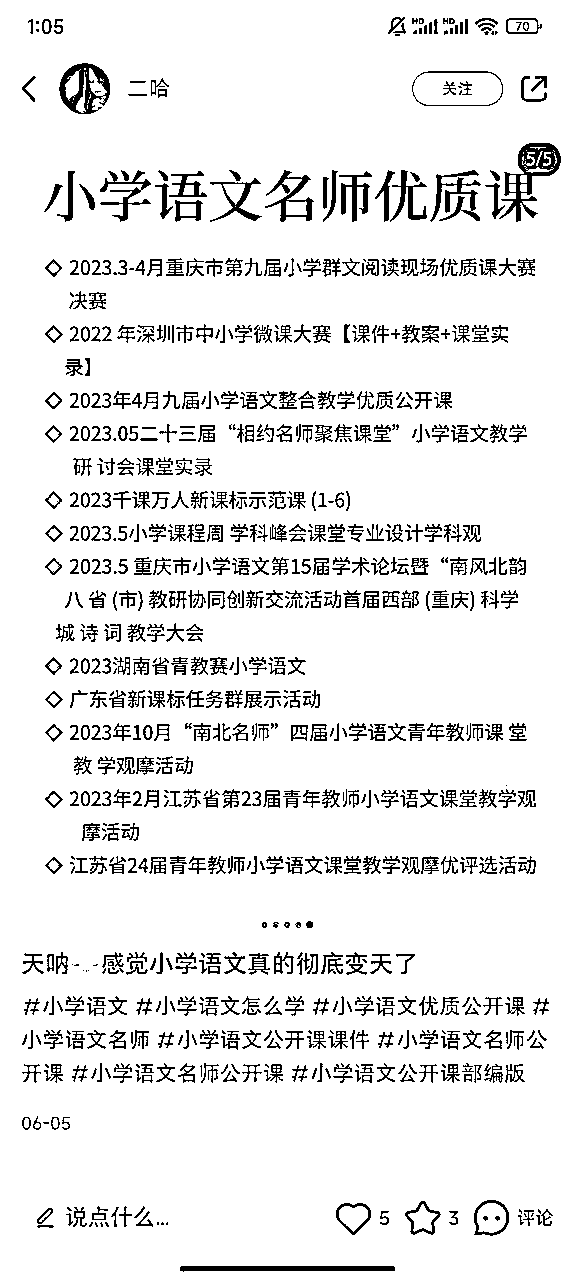 1:05
HD HD 70
二哈
关注
5/5
小学语文名师优质课
◇ 2023.3-4月重庆市第九届小学群文阅读现场优质课大赛
决赛
◇ 2022 年深圳市中小学微课大赛【课件+教案+课堂实
录】
◇ 2023年4月九届小学语文整合教学优质公开课
◇ 2023.05二十三届“相约名师聚焦课堂”小学语文教学
研 讨会课堂实录
◇ 2023千课万人新课标示范课 (1-6)
◇ 2023.5小学课程周 学科峰会课堂专业设计学科观
◇ 2023.5 重庆市小学语文第15届学术论坛暨“南风北韵
八 省 (市) 教研协同创新交流活动首届西部 (重庆) 科学
城 诗 词 教学大会
◇ 2023湖南省青教赛小学语文
◇ 广东省新课标任务群展示活动
◇ 2023年10月“南北名师”四届小学语文青年教师课 堂
教 学观摩活动
◇ 2023年2月江苏省第23届青年教师小学语文课堂教学观
摩活动
◇ 江苏省24届青年教师小学语文课堂教学观摩优评选活动
天呐-..-感觉小学语文真的彻底变天了
#小学语文 #小学语文怎么学 #小学语文优质公开课 #
小学语文名师 #小学语文公开课课件 #小学语文名师公
开课 #小学语文名师公开课 #小学语文公开课部编版
06-05
说点什么... 5 3 评论